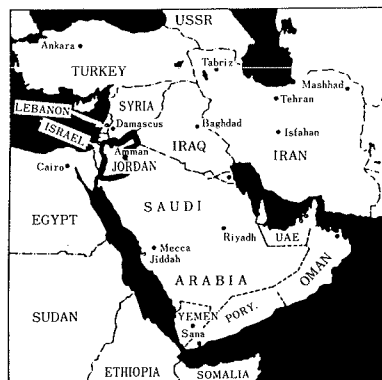 USSR
Ankara
Tabriz
TURKEY
Mashhad
Tehran
LEBANON
SYRIA
Damascus
Baghdad
Isfahan
ISRAEL
Amman
IRAQ
IRAN
Cairo
JORDAN
SAUDI
EGYPT
Riyadh
UAE
Mecca
Jiddah
ARABIA
OMAN
SUDAN
YEMEN
PDRY.
Sana
ETHIOPIA
SOMALIA